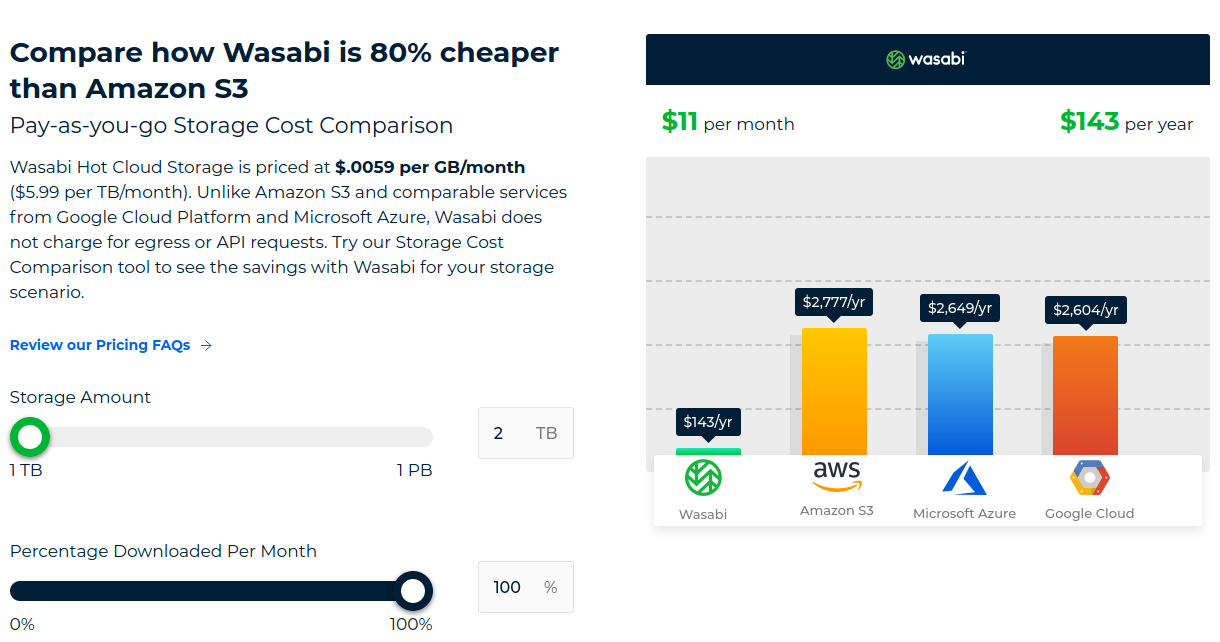 Compare how Wasabi is 80% cheaper
than Amazon S3
Pay-as-you-go Storage Cost Comparison
Wasabi Hot Cloud Storage is priced at $.0059 per GB/month
($5.99 per TB/month). Unlike Amazon S3 and comparable services
from Google Cloud Platform and Microsoft Azure, Wasabi does
not charge for egress or API requests. Try our Storage Cost
Comparison tool to see the savings with Wasabi for your storage
scenario.
Review our Pricing FAQs →
Storage Amount
2 TB
1 TB 1 PB
Percentage Downloaded Per Month
100 %
0% 100%
wasabi
$11 per month $143 per year
$2,777/yr
$2,649/yr
$2,604/yr
$143/yr
aws
Wasabi
Amazon S3
Microsoft Azure
Google Cloud